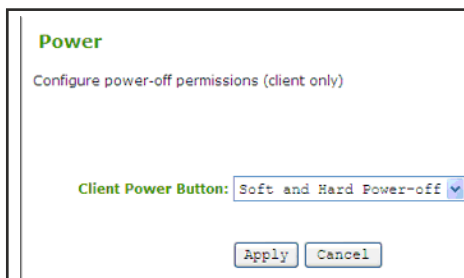 Power
Configure power-off permissions (client only)
Client Power Button: Soft and Hard Power-off
Apply Cancel